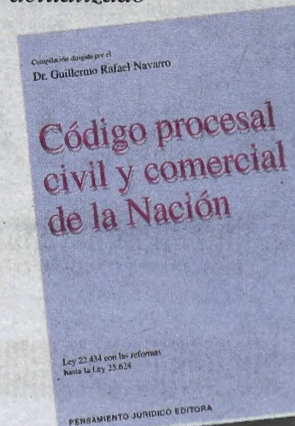 actualizado
Compilación dirigida por el
Dr. Guillermo Rafael Navarro
Código procesal
civil y comercial
de la Nación
Ley 22.434 con las reformas
hasta la Ley 25.624
PENSAMIENTO JURIDICO EDITORA